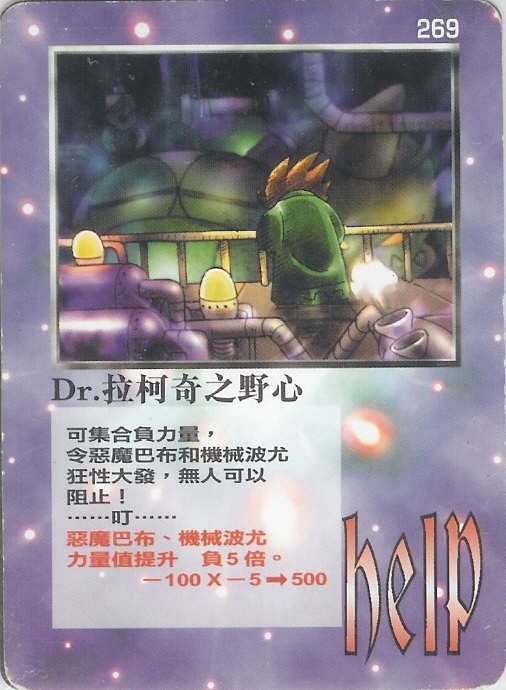 269
Dr.拉柯奇之野心
可集合負力量，
令惡魔巴布和機械波尤
狂性大發，無人可以
阻止！
⋯⋯叮⋯⋯
惡魔巴布、機械波尤
力量值提升　負5倍。
－100 X －5➡500
help